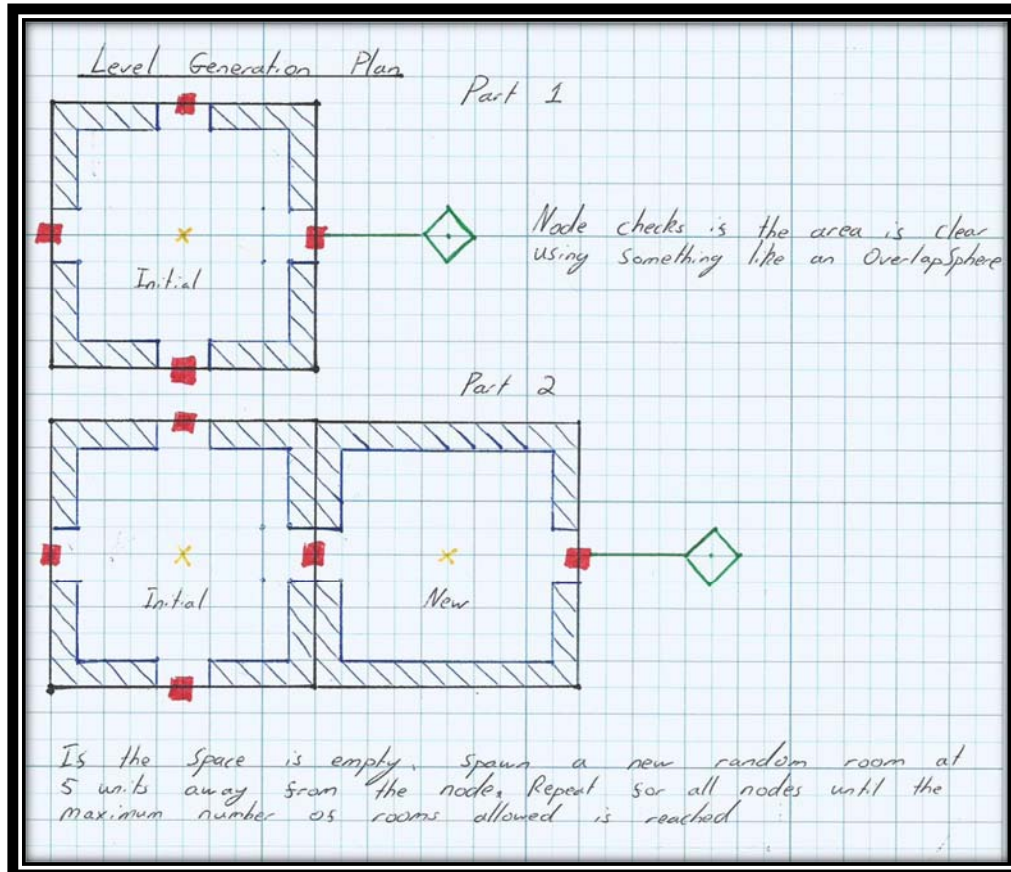 Level Generation Plan
Part 1
Node checks is the area is clear
using something like an OverlapSphere
Initial
Part 2
Initial
New
Is the space is empty, spawn a new random room at
5 units away from the node. Repeat for all nodes until the
maximum number of rooms allowed is reached